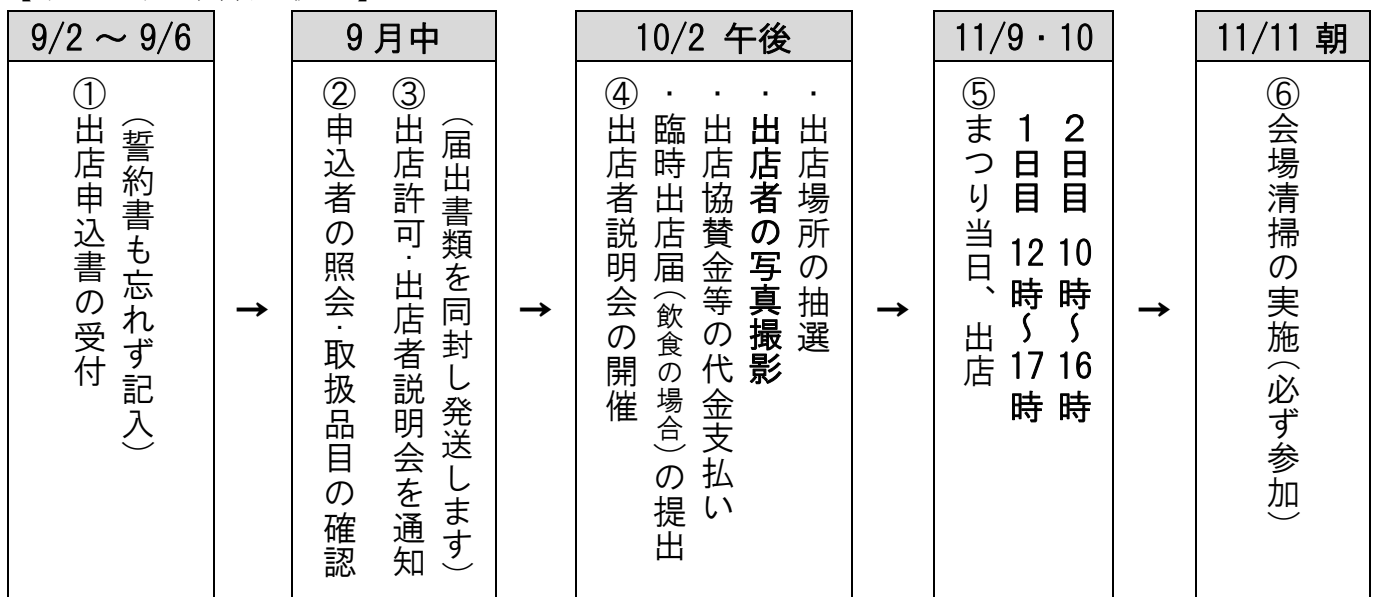 9/2 ～ 9/6
①出店申込書の受付
（誓約書も忘れず記入）
→
9 月中
②申込者の照会・取扱品目の確認
③出店許可・出店者説明会を通知
（届出書類を同封し発送します）
→
10/2 午後
④出店者説明会の開催
・臨時出店届（飲食の場合）の提出
・出店協賛金等の代金支払い
・出店者の写真撮影
・出店場所の抽選
→
11/9・10
⑤まつり当日、出店
1日目 12時～17時
2日目 10時～16時
→
11/11 朝
⑥会場清掃の実施（必ず参加）